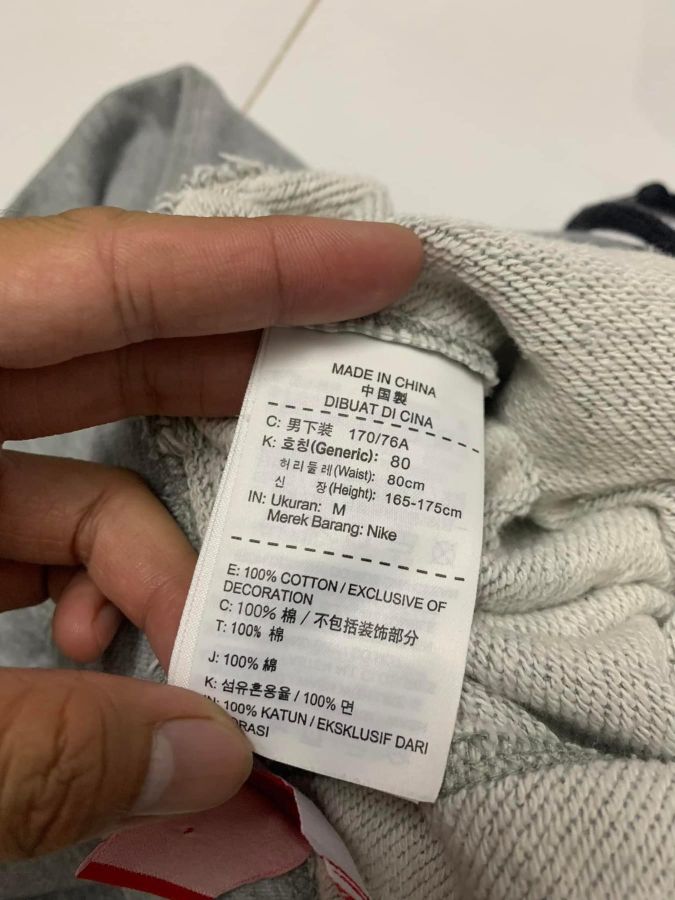 MADE IN CHINA
中国製
DIBUAT DI CINA
C: 男下装 170/76A
K: 호칭(Generic): 80
허리둘레(Waist): 80cm
신 장(Height): 165-175cm
IN: Ukuran: M
Merek Barang: Nike
E: 100% COTTON / EXCLUSIVE OF
DECORATION
C: 100% 棉 / 不包括装饰部分
T: 100% 棉
J: 100% 綿
K: 섬유혼용율 / 100% 면
IN: 100% KATUN / EKSKLUSIF DARI
ORASI